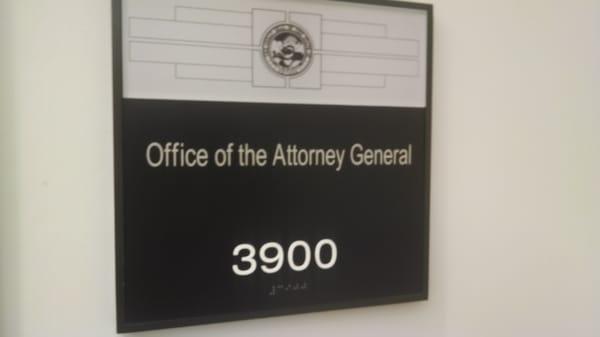 Office of the Attorney General
3900